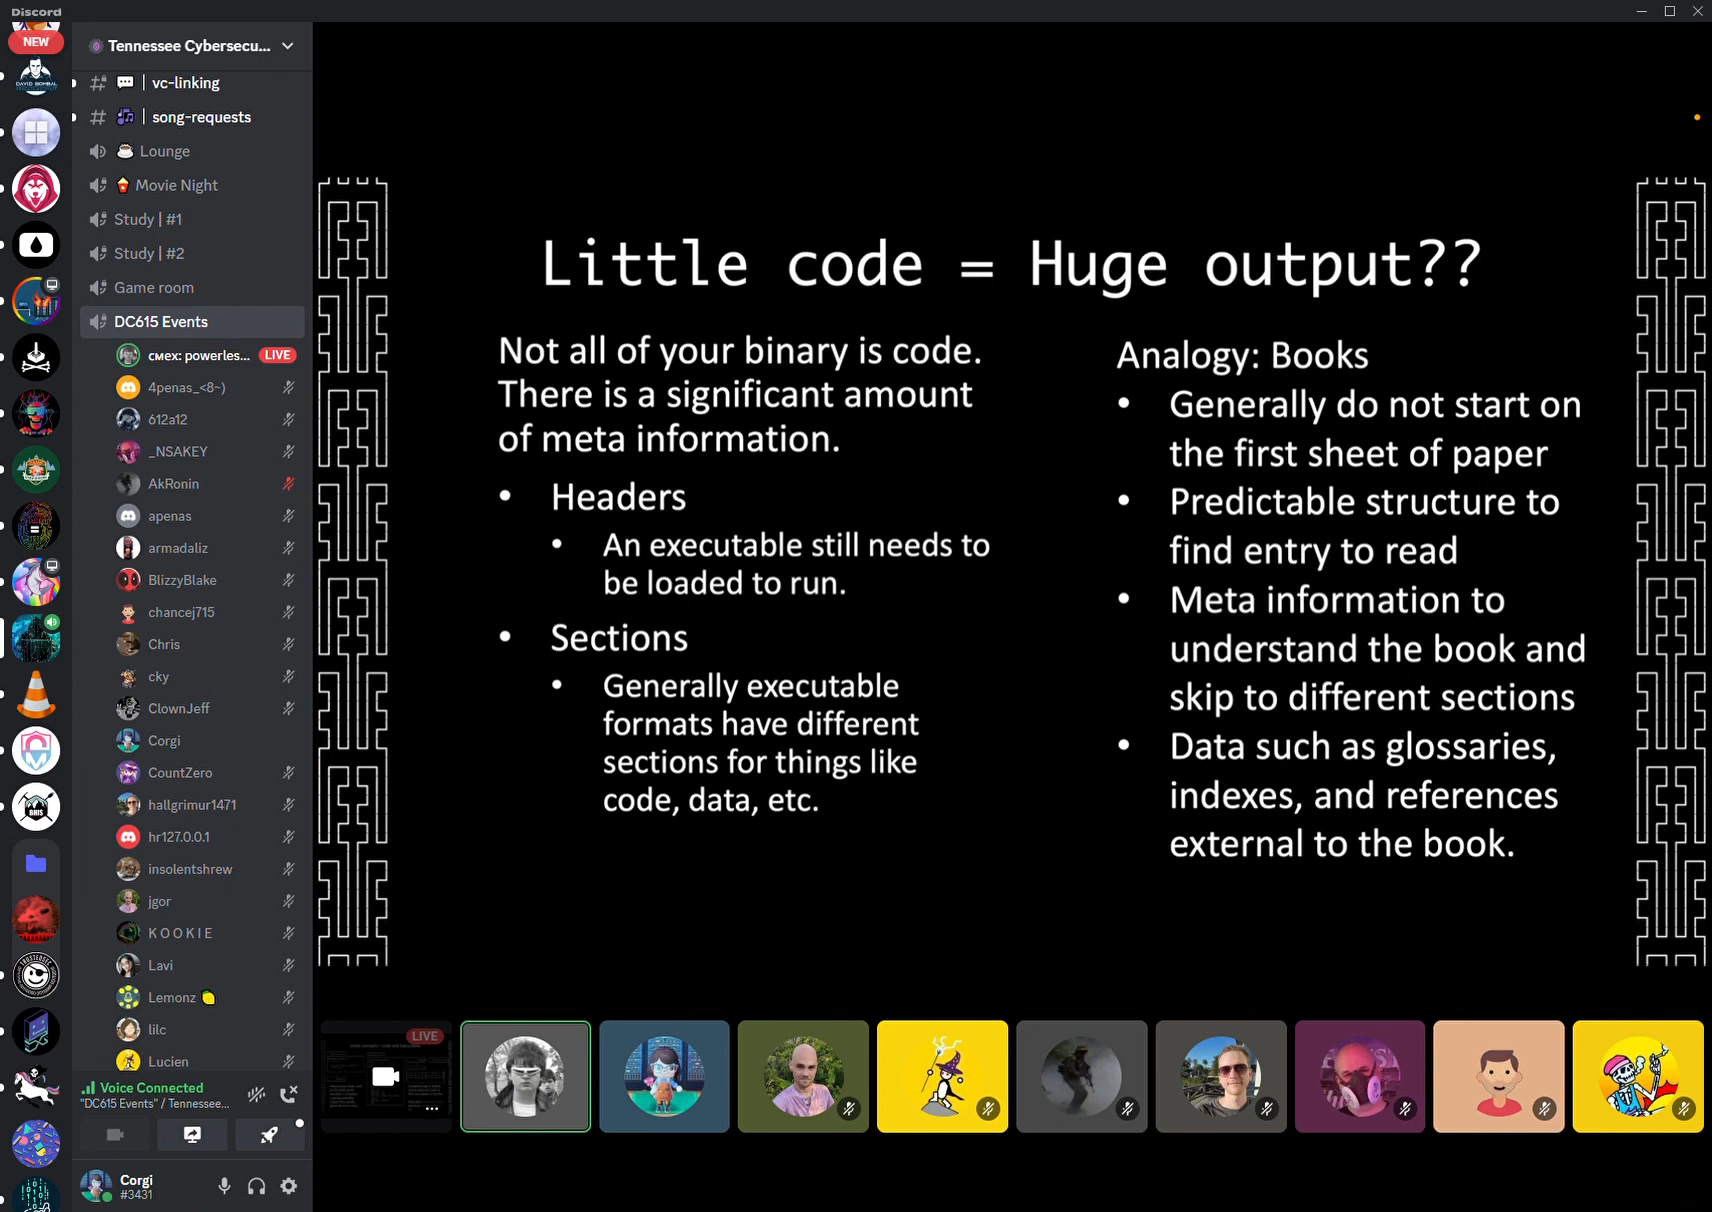 Discord
NEW
DAVID BOMBAL
Tennessee Cybersecu...
vc-linking
song-requests
Lounge
Movie Night
Study | #1
Study | #2
Game room
DC615 Events
смех: powerles...
LIVE
4penas_<8~)
612a12
_NSAKEY
AkRonin
apenas
armadaliz
BlizzyBlake
chancej715
Chris
cky
ClownJeff
Corgi
CountZero
hallgrimur1471
hr127.0.0.1
insolentshrew
jgor
K O O K I E
Lavi
Lemonz
lilc
Lucien
BHIS
Voice Connected
"DC615 Events" / Tennessee...
Corgi
#3431
Little code = Huge output??
Not all of your binary is code.
There is a significant amount
of meta information.
• Headers
• An executable still needs to
be loaded to run.
• Sections
• Generally executable
formats have different
sections for things like
code, data, etc.
Analogy: Books
• Generally do not start on
the first sheet of paper
• Predictable structure to
find entry to read
• Meta information to
understand the book and
skip to different sections
• Data such as glossaries,
indexes, and references
external to the book.
LIVE